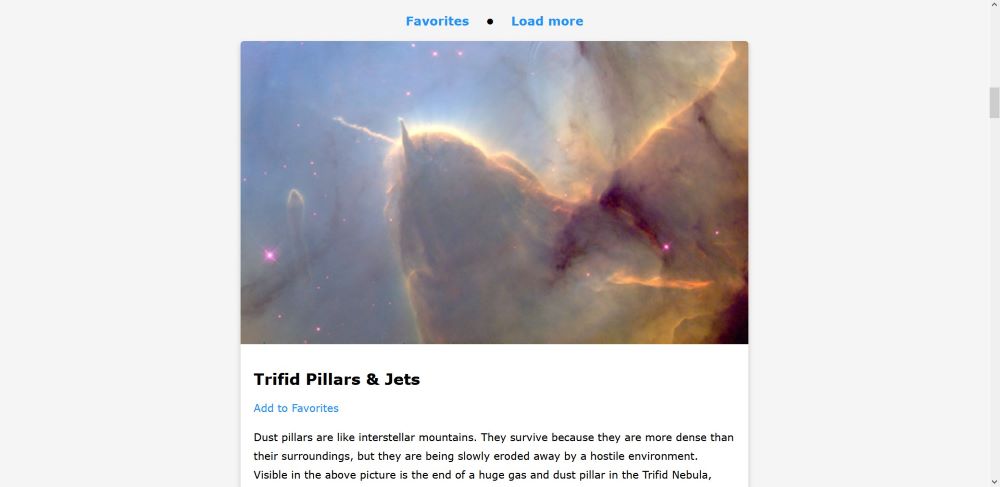 Favorites • Load more
Trifid Pillars & Jets
Add to Favorites
Dust pillars are like interstellar mountains. They survive because they are more dense than
their surroundings, but they are being slowly eroded away by a hostile environment.
Visible in the above picture is the end of a huge gas and dust pillar in the Trifid Nebula,